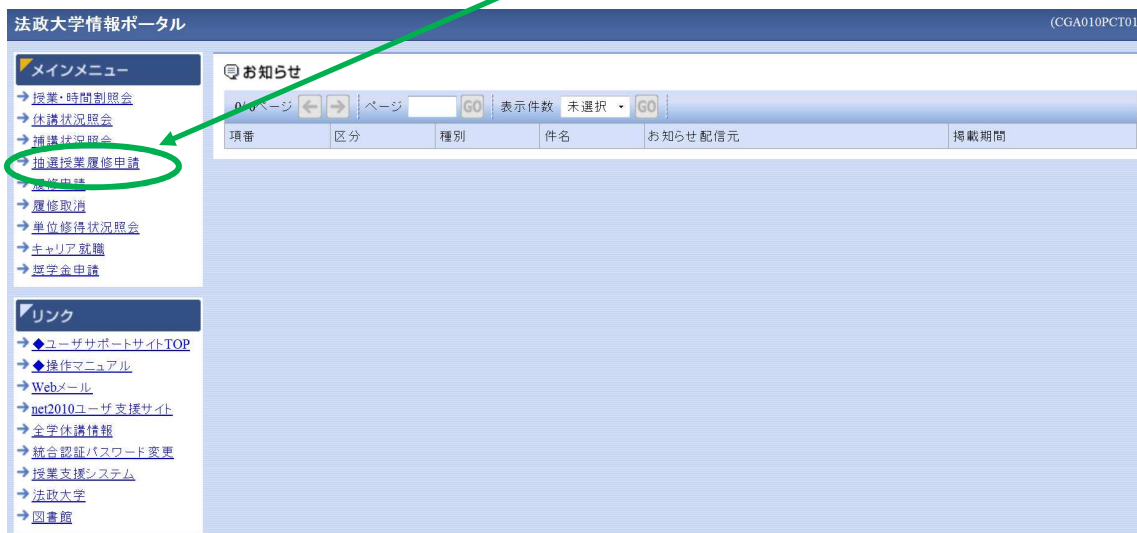 法政大学情報ポータル
(CGA010PCT01
メインメニュー
授業・時間割照会
休講状況照会
補講状況照会
抽選授業履修申請
履修申請
履修取消
単位修得状況照会
キャリア就職
奨学金申請
リンク
◆ユーザサポートサイトTOP
◆操作マニュアル
Webメール
net2010ユーザ支援サイト
全学休講情報
統合認証パスワード変更
授業支援システム
法政大学
図書館
お知らせ
0/0ページ ページ GO 表示件数 未選択 GO
項番 区分 種別 件名 お知らせ配信元 掲載期間